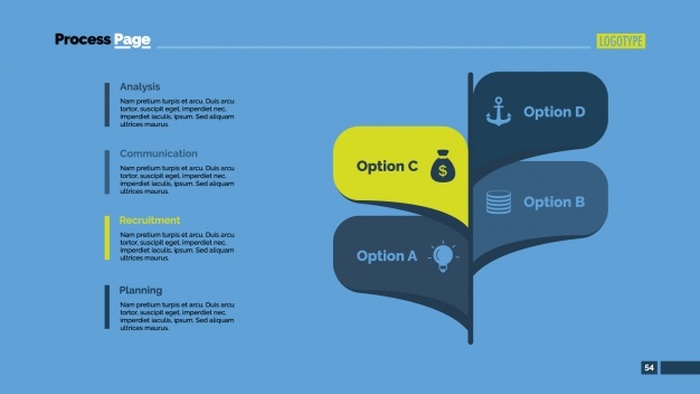 Process Page
LOGOTYPE
Analysis
Nam pretium turpis et arcu. Duis arcu
tortor, suscipit eget, imperdiet nec,
imperdiet iaculis, ipsum. Sed aliquam
ultrices maurus.
Communication
Nam pretium turpis et arcu. Duis arcu
tortor, suscipit eget, imperdiet nec,
imperdiet iaculis, ipsum. Sed aliquam
ultrices maurus.
Recruitment
Nam pretium turpis et arcu. Duis arcu
tortor, suscipit eget, imperdiet nec,
imperdiet iaculis, ipsum. Sed aliquam
ultrices maurus.
Planning
Nam pretium turpis et arcu. Duis arcu
tortor, suscipit eget, imperdiet nec,
imperdiet iaculis, ipsum. Sed aliquam
ultrices maurus.
Option D
Option C
$
Option B
Option A
54